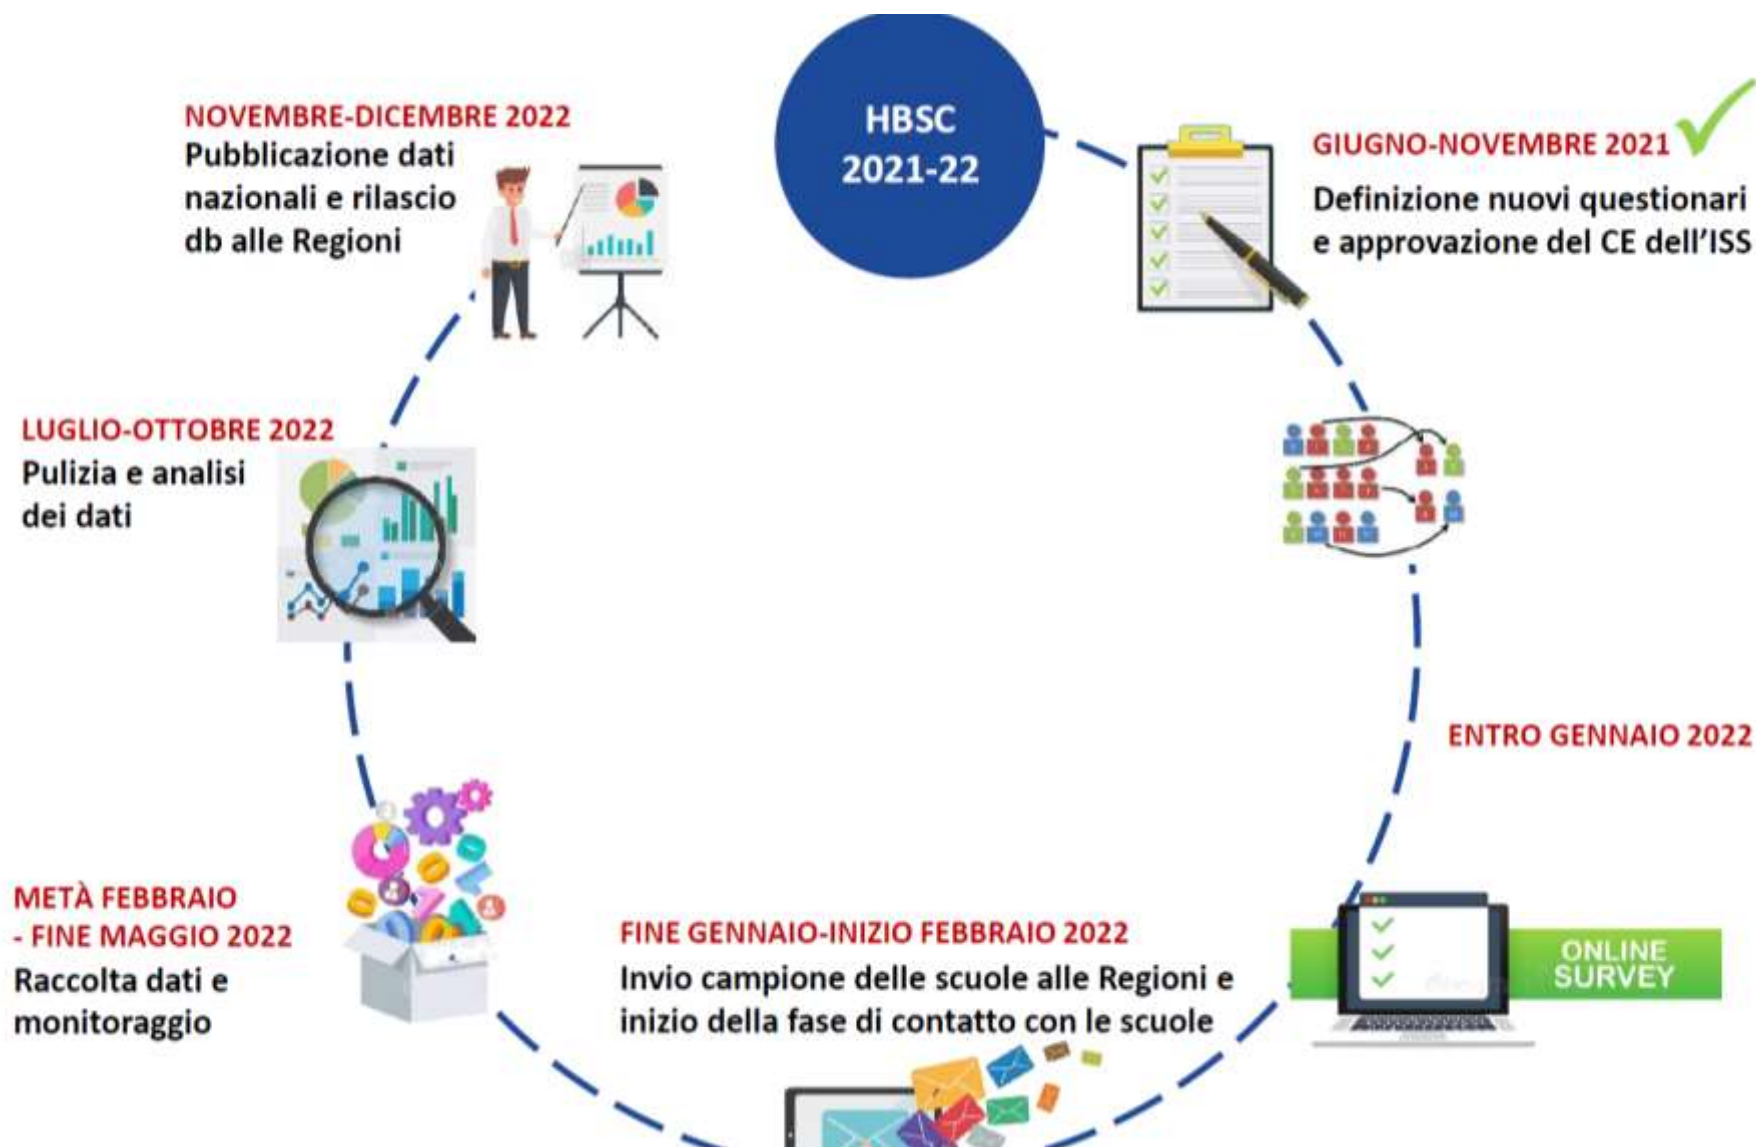 HBSC
2021-22
GIUGNO-NOVEMBRE 2021
Definizione nuovi questionari
e approvazione del CE dell'ISS
ENTRO GENNAIO 2022
ONLINE
SURVEY
FINE GENNAIO-INIZIO FEBBRAIO 2022
Invio campione delle scuole alle Regioni e
inizio della fase di contatto con le scuole
METÀ FEBBRAIO
- FINE MAGGIO 2022
Raccolta dati e
monitoraggio
LUGLIO-OTTOBRE 2022
Pulizia e analisi
dei dati
NOVEMBRE-DICEMBRE 2022
Pubblicazione dati
nazionali e rilascio
db alle Regioni